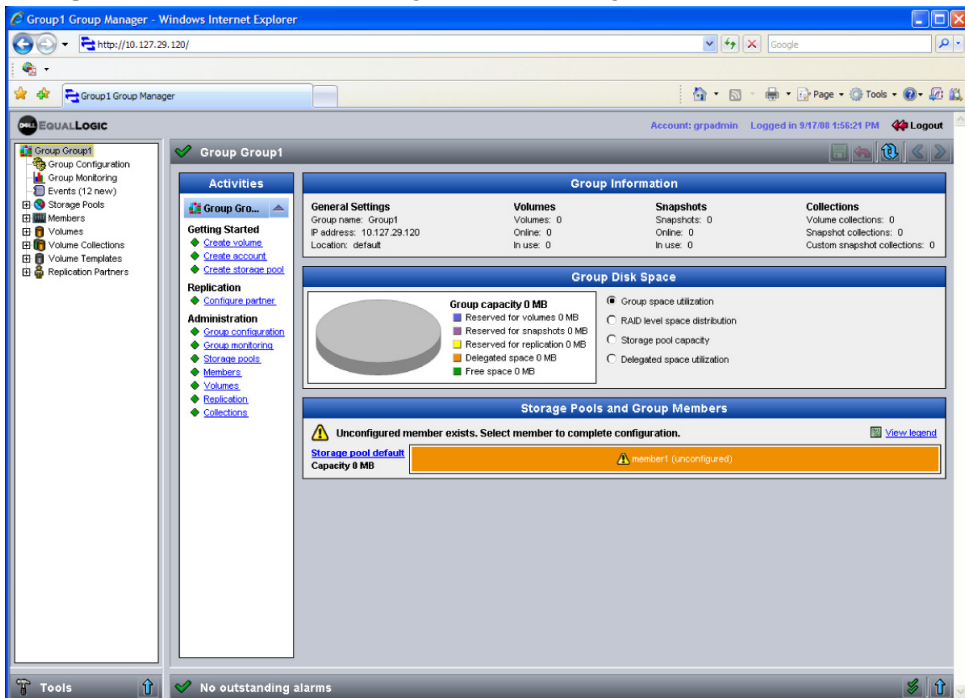 Group1 Group Manager - Windows Internet Explorer
http://10.127.29.120/
Google
Group1 Group Manager
Page
Tools
DELL EQUALLOGIC
Account: grpadmin Logged in 9/17/08 1:56:21 PM Logout
Group Group1
Group Configuration
Group Monitoring
Events (12 new)
Storage Pools
Members
Volumes
Volume Collections
Volume Templates
Replication Partners
Tools
Group Group1
Activities
Group Gro...
Getting Started
Create volume
Create account
Create storage pool
Replication
Configure partner
Administration
Group configuration
Group monitoring
Storage pools
Members
Volumes
Replication
Collections
Group Information
General Settings
Group name: Group1
IP address: 10.127.29.120
Location: default
Volumes
Volumes: 0
Online: 0
In use: 0
Snapshots
Snapshots: 0
Online: 0
In use: 0
Collections
Volume collections: 0
Snapshot collections: 0
Custom snapshot collections: 0
Group Disk Space
Group capacity 0 MB
Reserved for volumes 0 MB
Reserved for snapshots 0 MB
Reserved for replication 0 MB
Delegated space 0 MB
Free space 0 MB
Group space utilization
RAID level space distribution
Storage pool capacity
Delegated space utilization
Storage Pools and Group Members
Unconfigured member exists. Select member to complete configuration.
View legend
Storage pool default
Capacity 0 MB
member1 (unconfigured)
No outstanding alarms